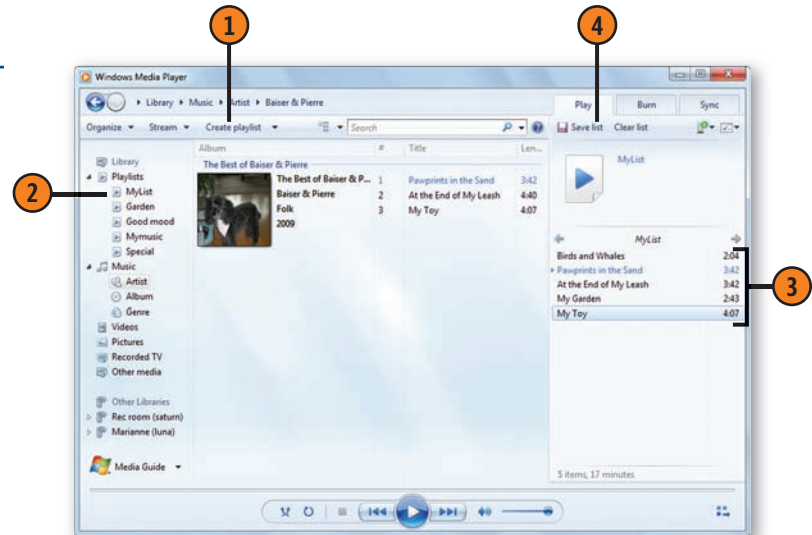 1
4
Windows Media Player
Library Music Artist Baiser & Pierre
Play Burn Sync
Organize Stream Create playlist Search Save list Clear list
Album # Title Len...
Library
Playlists
MyList
Garden
Good mood
Mymusic
Special
Music
Artist
Album
Genre
Videos
Pictures
Recorded TV
Other media
Other Libraries
Rec room (saturn)
Marianne (luna)
Media Guide
2
The Best of Baiser & Pierre
The Best of Baiser & P... 1 Pawprints in the Sand 3:42
Baiser & Pierre 2 At the End of My Leash 4:40
Folk 3 My Toy 4:07
2009
MyList
MyList
Birds and Whales 2:04
Pawprints in the Sand 3:42
At the End of My Leash 3:42
My Garden 2:43
My Toy 4:07
3
5 items, 17 minutes